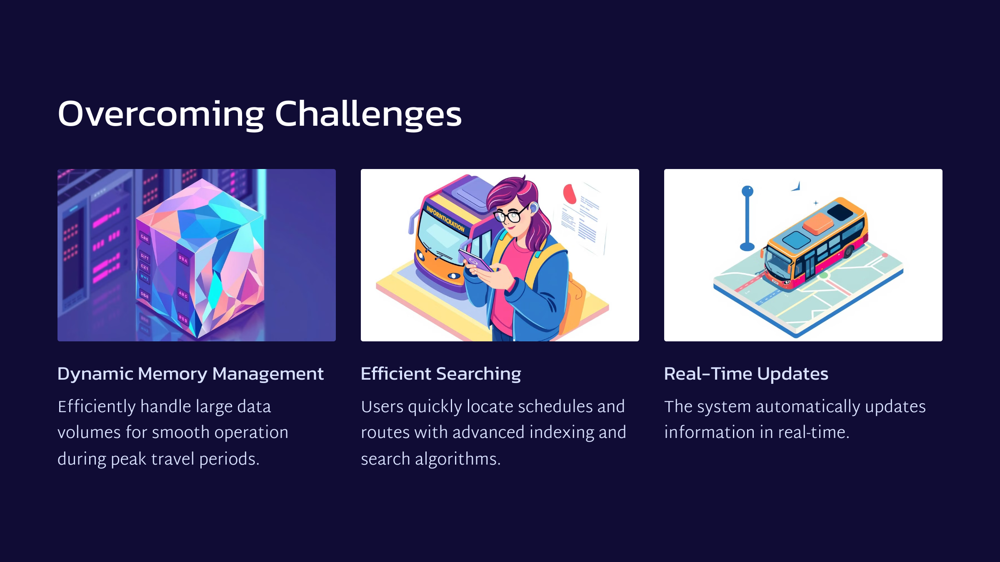 Overcoming Challenges
INFORNTICRATION
DBA
ABC
Dynamic Memory Management
Efficiently handle large data
volumes for smooth operation
during peak travel periods.
Efficient Searching
Users quickly locate schedules and
routes with advanced indexing and
search algorithms.
Real-Time Updates
The system automatically updates
information in real-time.